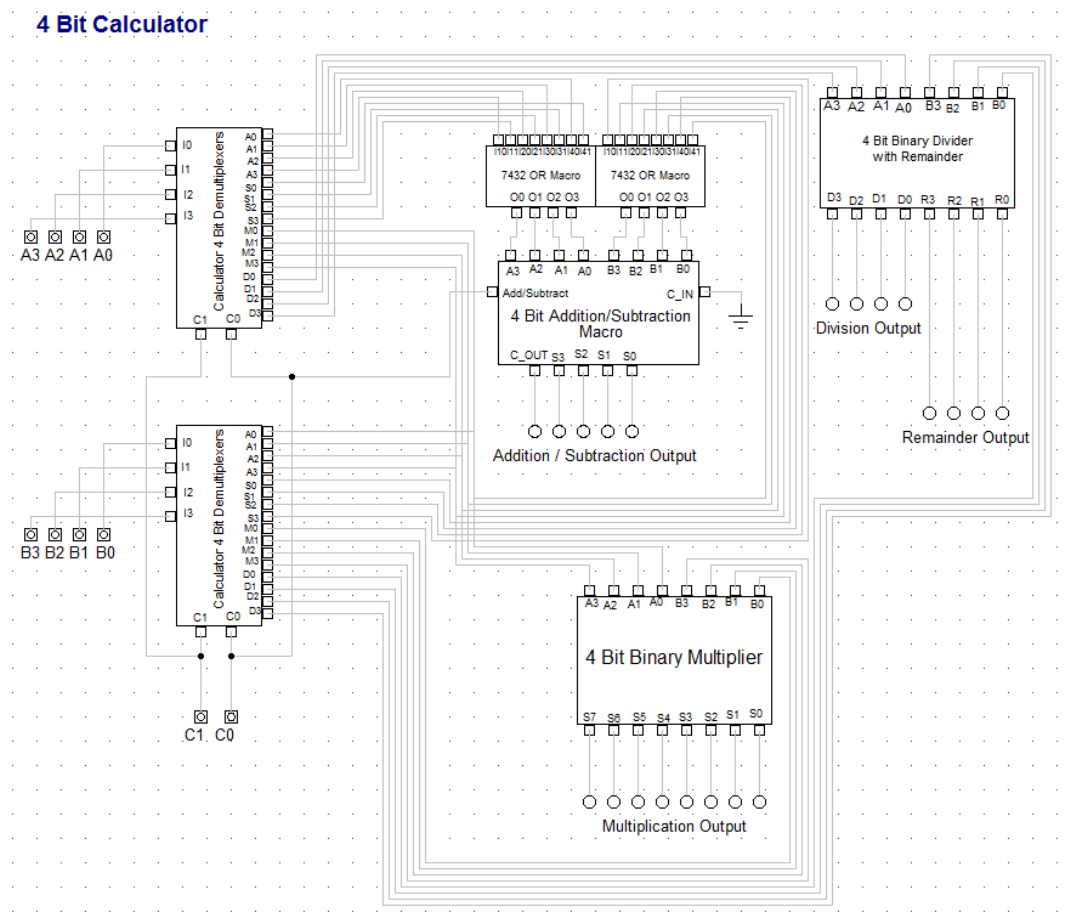 4 Bit Calculator
A3 A2 A1 A0 B3 B2 B1 B0
4 Bit Binary Divider
with Remainder
D3 D2 D1 D0 R3 R2 R1 R0
Division Output
Remainder Output
I0
I1
I2
I3
A3 A2 A1 A0
Calculator 4 Bit Demultiplexers
A0
A1
A2
A3
S0
S1
S2
S3
M0
M1
M2
M3
D0
D1
D2
D3
C1 C0
I10 I11 I20 I21 I30 I31 I40 I41
7432 OR Macro
O0 O1 O2 O3
I10 I11 I20 I21 I30 I31 I40 I41
7432 OR Macro
O0 O1 O2 O3
A3 A2 A1 A0 B3 B2 B1 B0
Add/Subtract C_IN
4 Bit Addition/Subtraction
Macro
C_OUT S3 S2 S1 S0
Addition / Subtraction Output
I0
I1
I2
I3
B3 B2 B1 B0
Calculator 4 Bit Demultiplexers
A0
A1
A2
A3
S0
S1
S2
S3
M0
M1
M2
M3
D0
D1
D2
D3
C1 C0
C1 C0
A3 A2 A1 A0 B3 B2 B1 B0
4 Bit Binary Multiplier
S7 S6 S5 S4 S3 S2 S1 S0
Multiplication Output